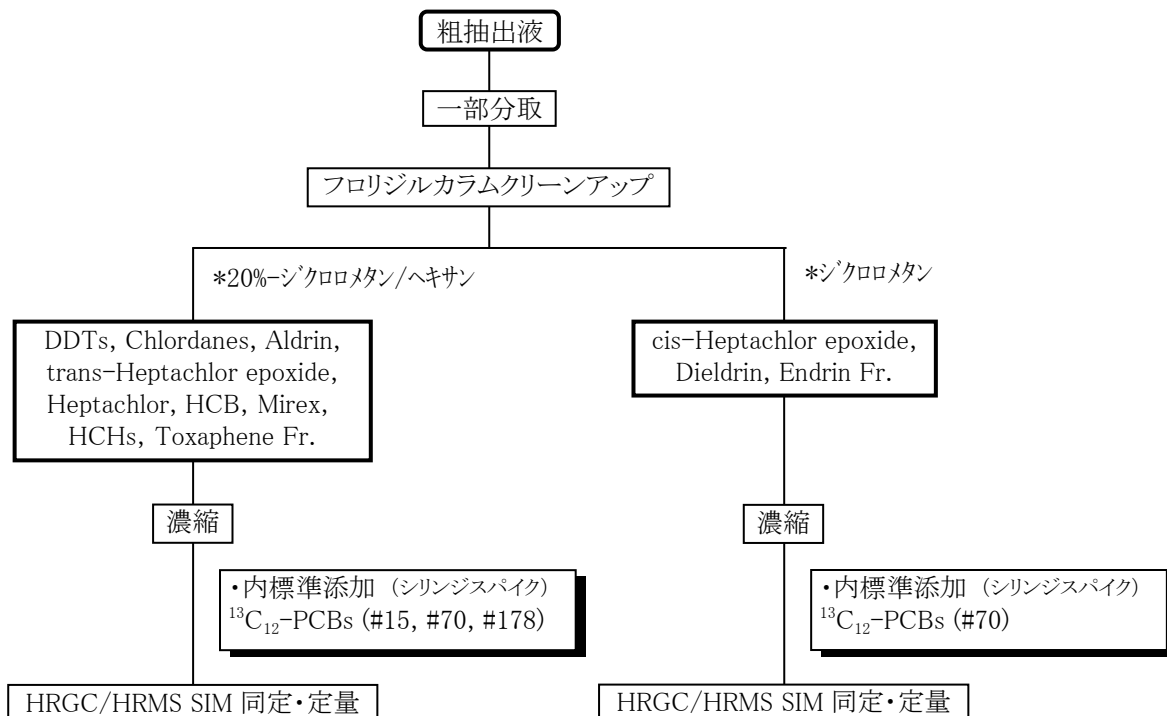 粗抽出液
一部分取
フロリジルカラムクリーンアップ
*20%-ジクロロメタン/ヘキサン
*ジクロロメタン
DDTs, Chlordanes, Aldrin,
trans-Heptachlor epoxide,
Heptachlor, HCB, Mirex,
HCHs, Toxaphene Fr.
cis-Heptachlor epoxide,
Dieldrin, Endrin Fr.
濃縮
濃縮
・内標準添加 (シリンジスパイク)
¹³C₁₂-PCBs (#15, #70, #178)
・内標準添加 (シリンジスパイク)
¹³C₁₂-PCBs (#70)
HRGC/HRMS SIM 同定・定量
HRGC/HRMS SIM 同定・定量